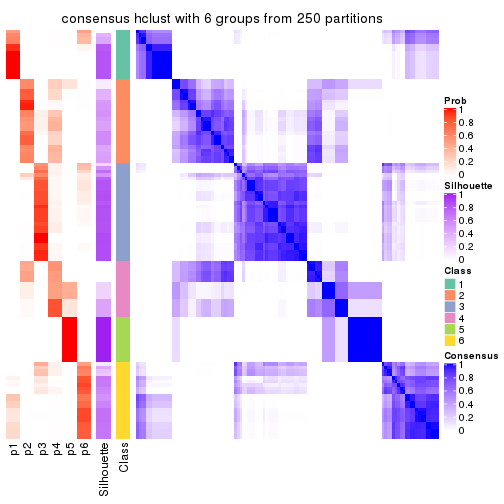 consensus hclust with 6 groups from 250 partitions
Prob
1
0.8
0.6
0.4
0.2
0
Silhouette
1
0.8
0.6
0.4
0.2
0
Class
1
2
3
4
5
6
Consensus
1
0.8
0.6
0.4
0.2
0
p1
p2
p3
p4
p5
p6
Silhouette
Class